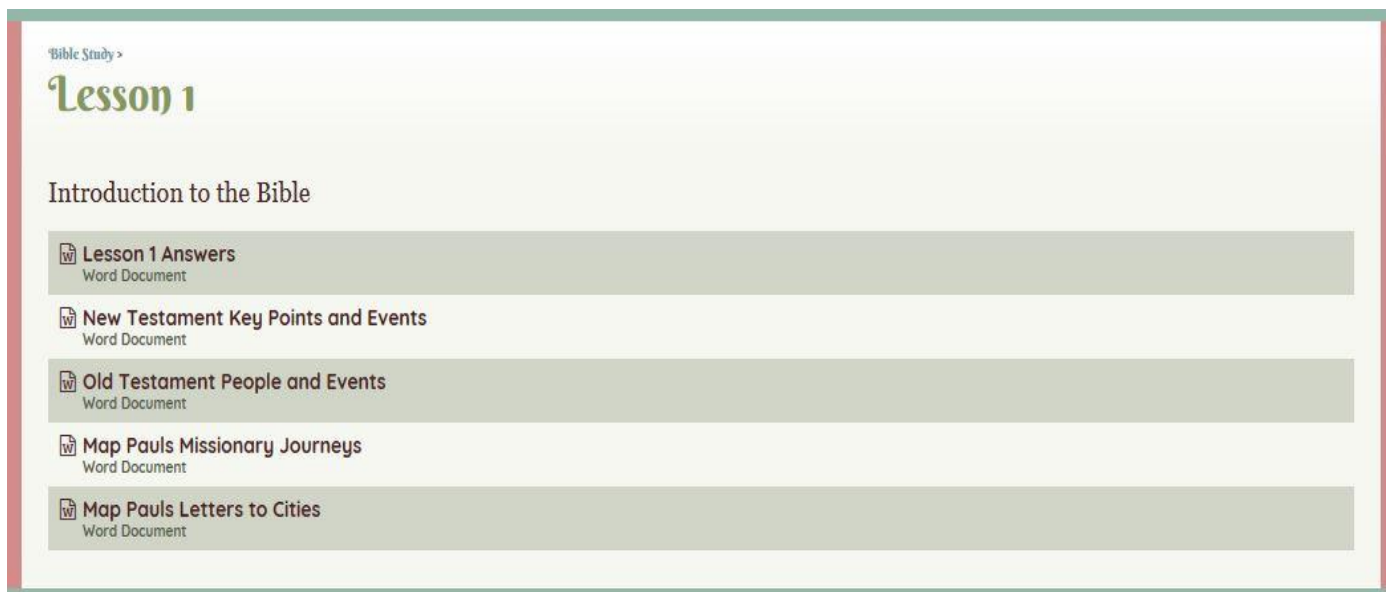 Bible Study >
Lesson 1
Introduction to the Bible
Lesson 1 Answers
Word Document
New Testament Key Points and Events
Word Document
Old Testament People and Events
Word Document
Map Pauls Missionary Journeys
Word Document
Map Pauls Letters to Cities
Word Document